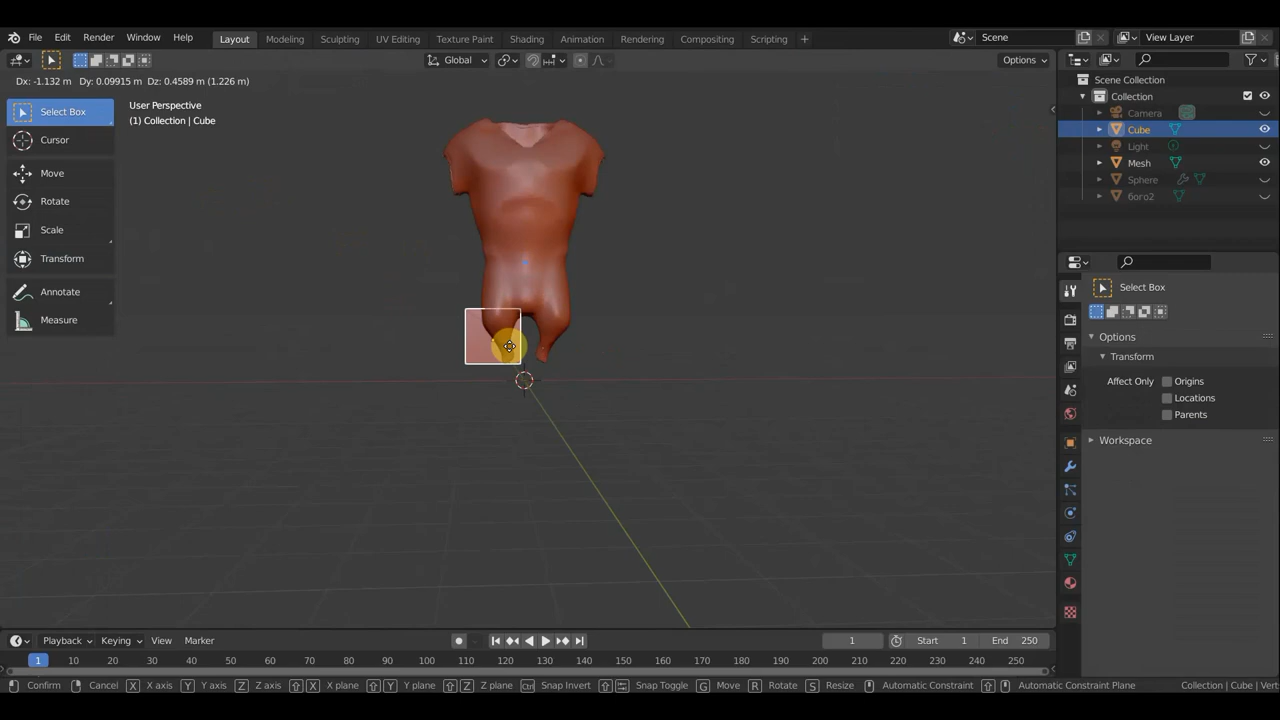 File Edit Render Window Help Layout Modeling Sculpting UV Editing Texture Paint Shading Animation Rendering Compositing Scripting + Scene View Layer
Global Options
Dx: -1.132 m Dy: 0.09915 m Dz: 0.4589 m (1.226 m)
Scene Collection
Collection
Camera
Cube
Light
Mesh
Sphere
6oro2
Select Box
Cursor
Move
Rotate
Scale
Transform
Annotate
Measure
User Perspective
(1) Collection | Cube
Select Box
Options
Transform
Affect Only Origins
Locations
Parents
Workspace
Playback Keying View Marker 1 Start 1 End 250
1 10 20 30 40 50 60 70 80 90 100 110 120 130 140 150 160 170 180 190 200 210 220 230 240 250
Confirm Cancel X X axis Y Y axis Z Z axis X X plane Y Y plane Z Z plane Ctrl Snap Invert Snap Toggle G Move R Rotate S Resize Automatic Constraint Automatic Constraint Plane Collection | Cube | Vert